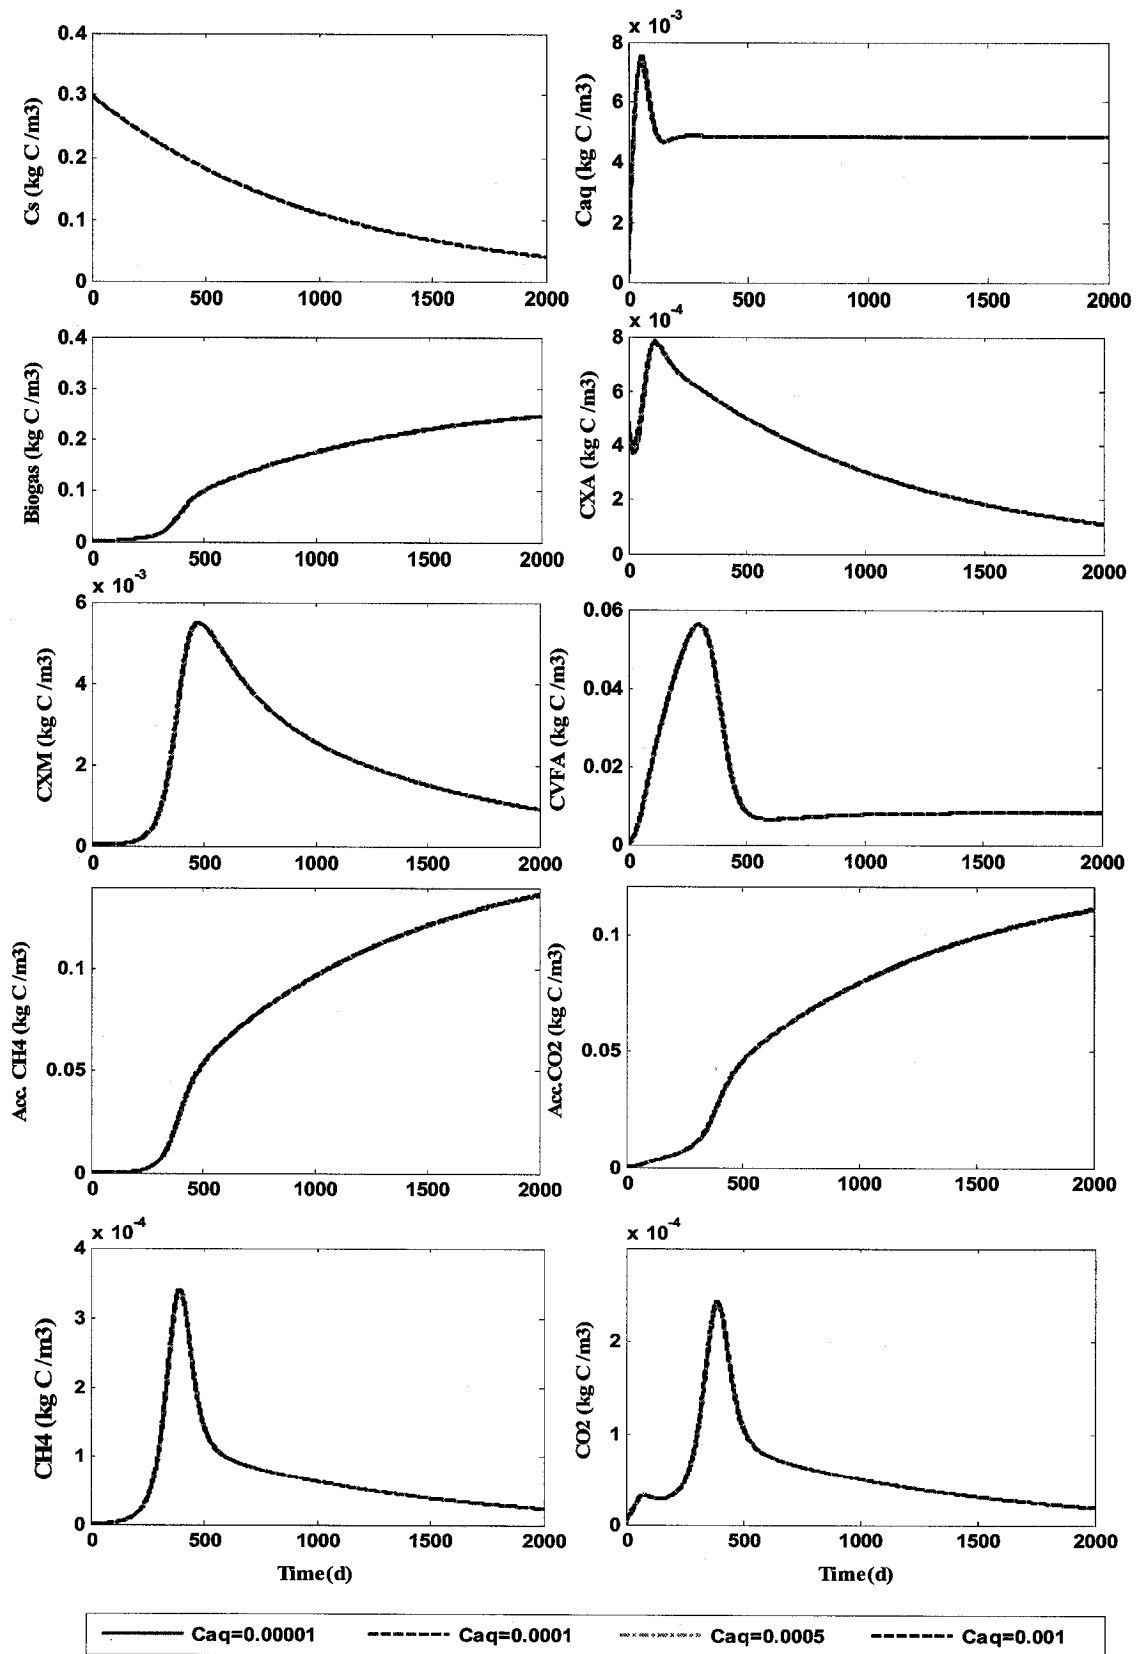 x 10-3
0.4
0.3
0.2
0.1
0
Cs (kg C /m3)
0 500 1000 1500 2000
8
6
4
2
0
Caq (kg C /m3)
0 500 1000 1500 2000
x 10-4
0.4
0.3
0.2
0.1
0
Biogas (kg C /m3)
0 500 1000 1500 2000
8
6
4
2
0
CXA (kg C /m3)
0 500 1000 1500 2000
x 10-3
6
4
2
0
CXM (kg C /m3)
0 500 1000 1500 2000
0.06
0.04
0.02
0
CVFA (kg C /m3)
0 500 1000 1500 2000
0.1
0.05
0
Acc. CH4 (kg C /m3)
0 500 1000 1500 2000
0.1
0.05
0
Acc.CO2 (kg C /m3)
0 500 1000 1500 2000
x 10-4
4
3
2
1
0
CH4 (kg C /m3)
0 500 1000 1500 2000
Time(d)
x 10-4
2
1
0
CO2 (kg C /m3)
0 500 1000 1500 2000
Time(d)
Caq=0.00001 Caq=0.0001 Caq=0.0005 Caq=0.001